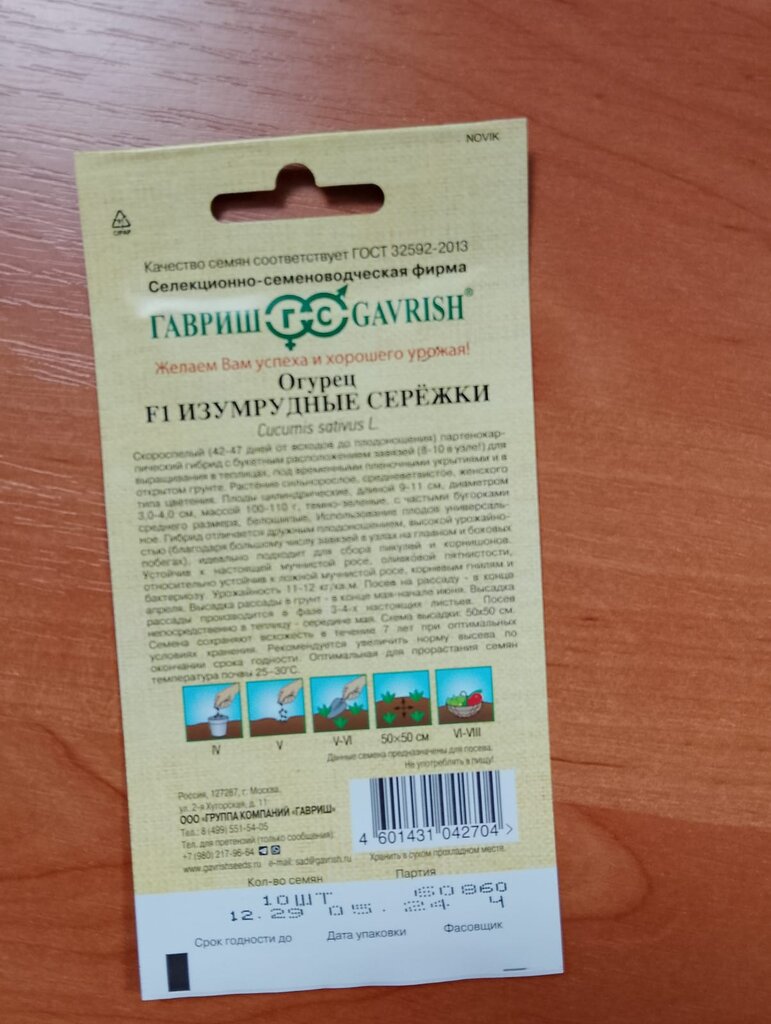 NOVIK
C/PAP
Качество семян соответствует ГОСТ 32592-2013
Селекционно-семеноводческая фирма
ГАВРИШ ГС GAVRISH®
Желаем Вам успеха и хорошего урожая!
Огурец
F1 ИЗУМРУДНЫЕ СЕРЁЖКИ
Cucumis sativus L.
Скороспелый (42-47 дней от всходов до плодоношения) партенокар-
пический гибрид с букетным расположением завязей (8-10 в узле!) для
выращивания в теплицах, под временными пленочными укрытиями и в
открытом грунте. Растение сильнорослое, средневетвистое, женского
типа цветения. Плоды цилиндрические, длиной 9-11 см, диаметром
3,0-4,0 см, массой 100-110 г, темно-зеленые, с частыми бугорками
среднего размера, белошипые. Использование плодов универсаль-
ное. Гибрид отличается дружным плодоношением, высокой урожайно-
стью (благодаря большому числу завязей в узлах на главном и боковых
побегах), идеально подходит для сбора пикулей и корнишонов.
Устойчив к настоящей мучнистой росе, оливковой пятнистости,
относительно устойчив к ложной мучнистой росе, корневым гнилям и
бактериозу. Урожайность 11-12 кг/кв.м. Посев на рассаду - в конце
апреля. Высадка рассады в грунт - в конце мая-начале июня. Высадка
рассады производится в фазе 3-4-х настоящих листьев. Посев
непосредственно в теплицу - середине мая. Схема высадки: 50x50 см.
Семена сохраняют всхожесть в течение 7 лет при оптимальных
условиях хранения. Рекомендуется увеличить норму высева по
окончании срока годности. Оптимальная для прорастания семян
температура почвы 25-30°С.
IV V V-VI 50×50 см VI-VIII
Данные семена предназначены для посева.
Не употреблять в пищу!
Россия, 127287, г. Москва,
ул. 2-я Хуторская, д. 11
ООО «ГРУППА КОМПАНИЙ «ГАВРИШ»
Тел.: 8 (499) 551-54-05
Тел. для претензий (только сообщения):
+7 (980) 217-96-64
www.gavrishseeds.ru e-mail: sad@gavrish.ru
4 601431 042704 >
Хранить в сухом прохладном месте.
Кол-во семян Партия
10ШТ 60860
12.29 05.24 4
Срок годности до Дата упаковки Фасовщик